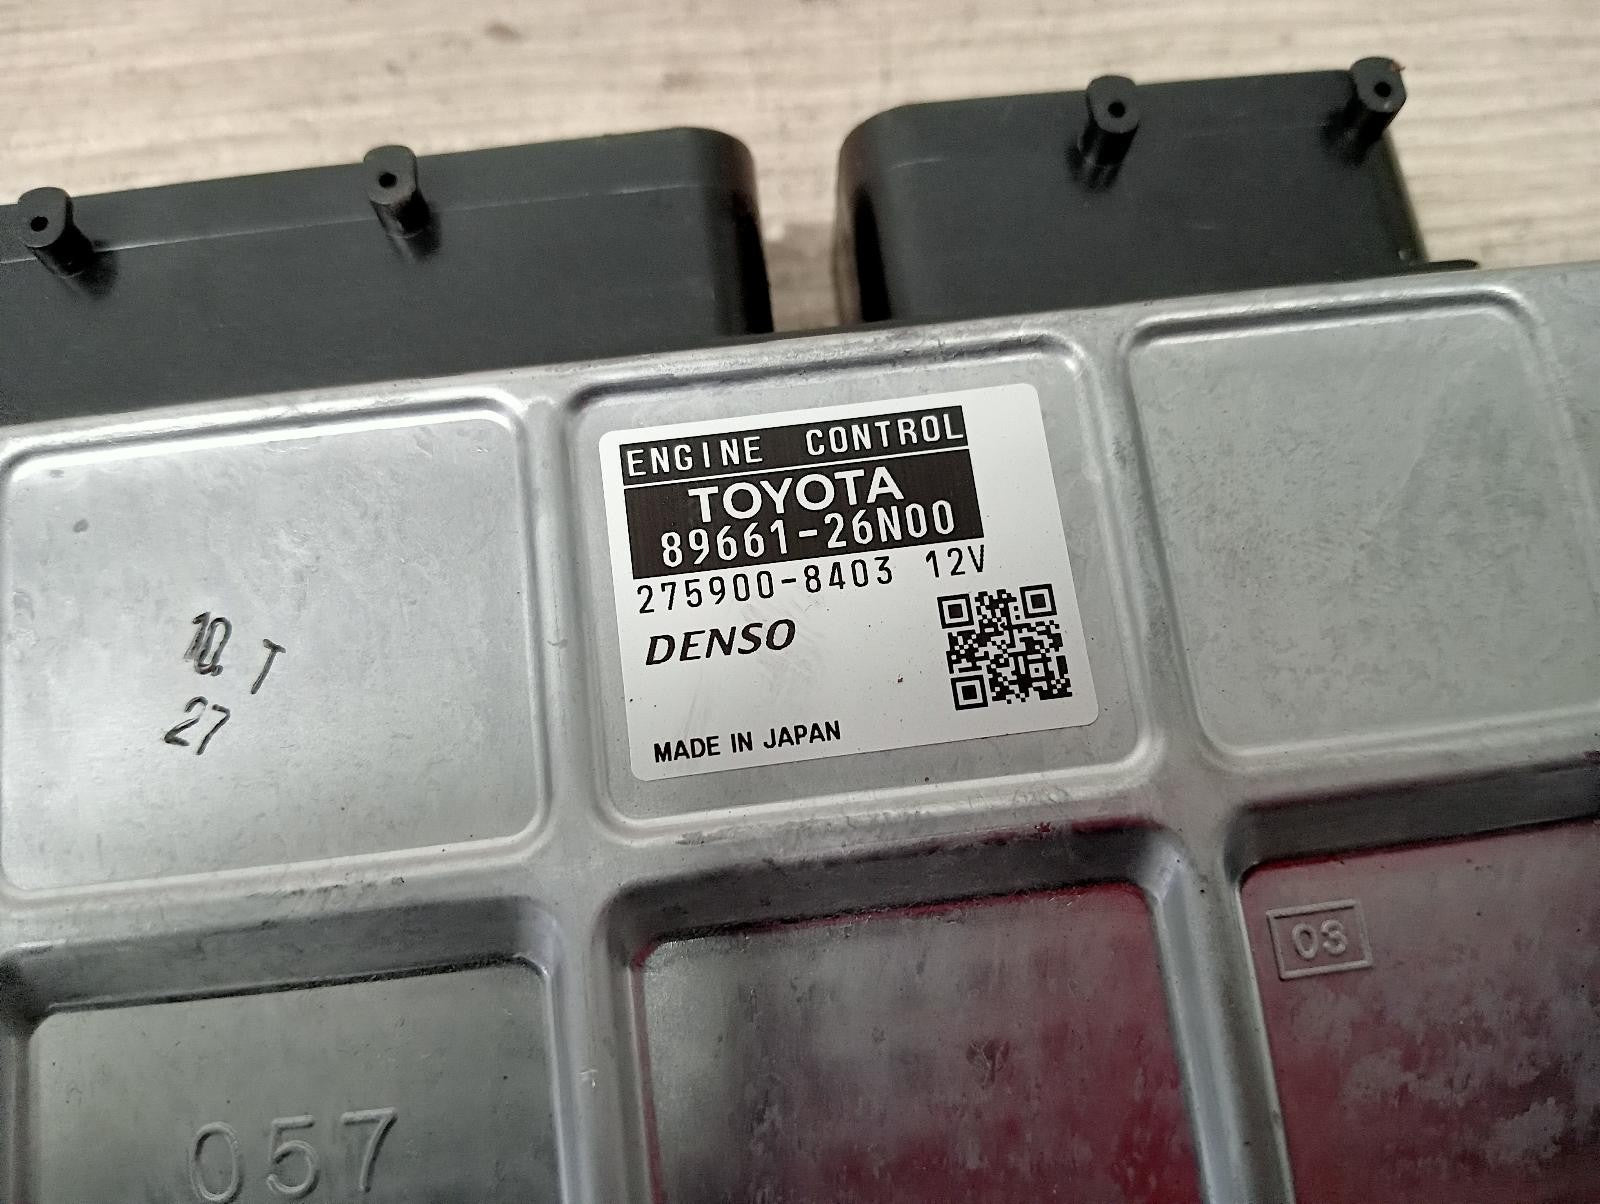 ENGINE CONTROL
TOYOTA
89661-26N00
275900-8403 12V
DENSO
MADE IN JAPAN
10. T
27
03
057